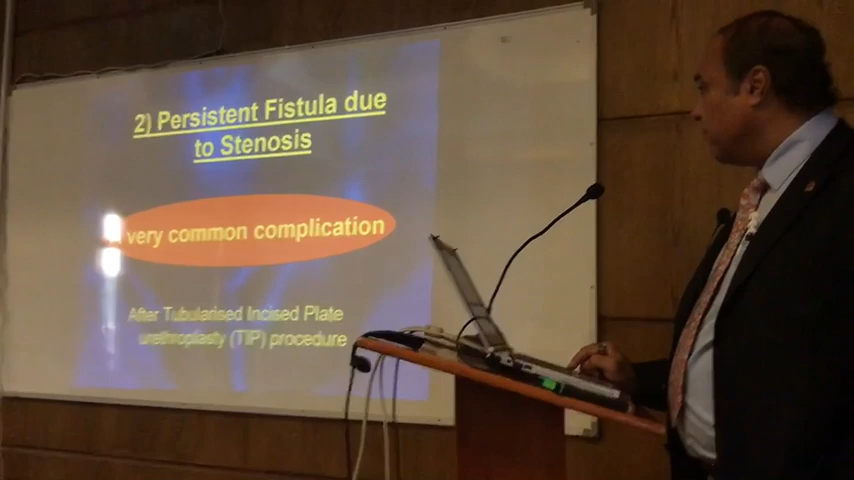 2) Persistent Fistula due
to Stenosis
very common complication
After Tubularised Incised Plate
urethroplasty (TIP) procedure